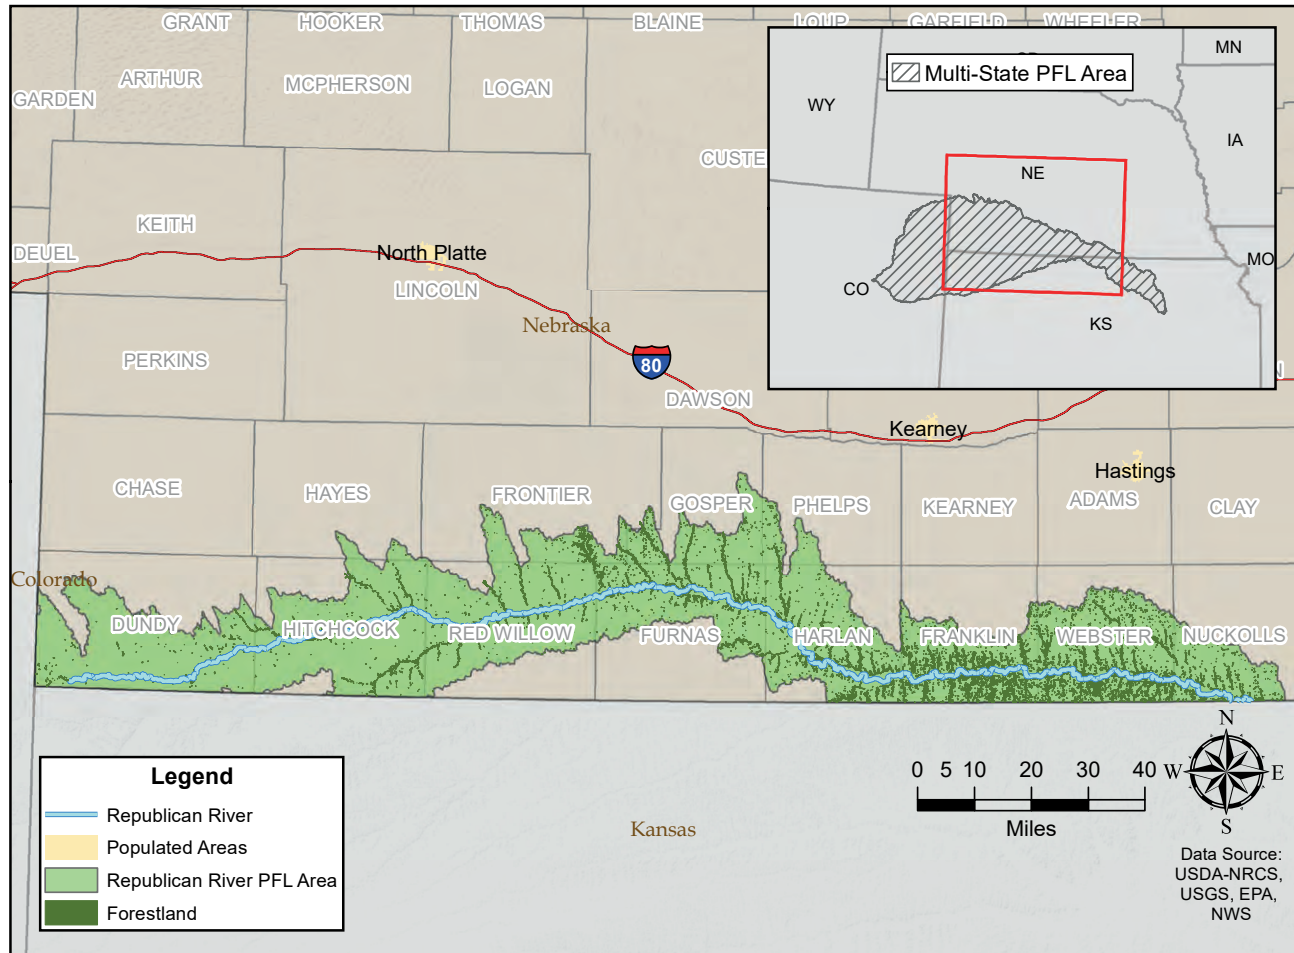 GRANT
HOOKER
THOMAS
BLAINE
LOUP
GARFIELD
WHEELER
ARTHUR
MCPHERSON
LOGAN
GARDEN
CUSTE
KEITH
DEUEL
North Platte
LINCOLN
Nebraska
PERKINS
80
DAWSON
Kearney
Hastings
CHASE
HAYES
FRONTIER
GOSPER
PHELPS
KEARNEY
ADAMS
CLAY
Colorado
DUNDY
HITCHCOCK
RED WILLOW
FURNAS
HARLAN
FRANKLIN
WEBSTER
NUCKOLLS
Kansas
Multi-State PFL Area
MN
WY
IA
NE
MO
CO
KS
Legend
Republican River
Populated Areas
Republican River PFL Area
Forestland
0 5 10 20 30 40
Miles
N
W
E
S
Data Source:
USDA-NRCS,
USGS, EPA,
NWS